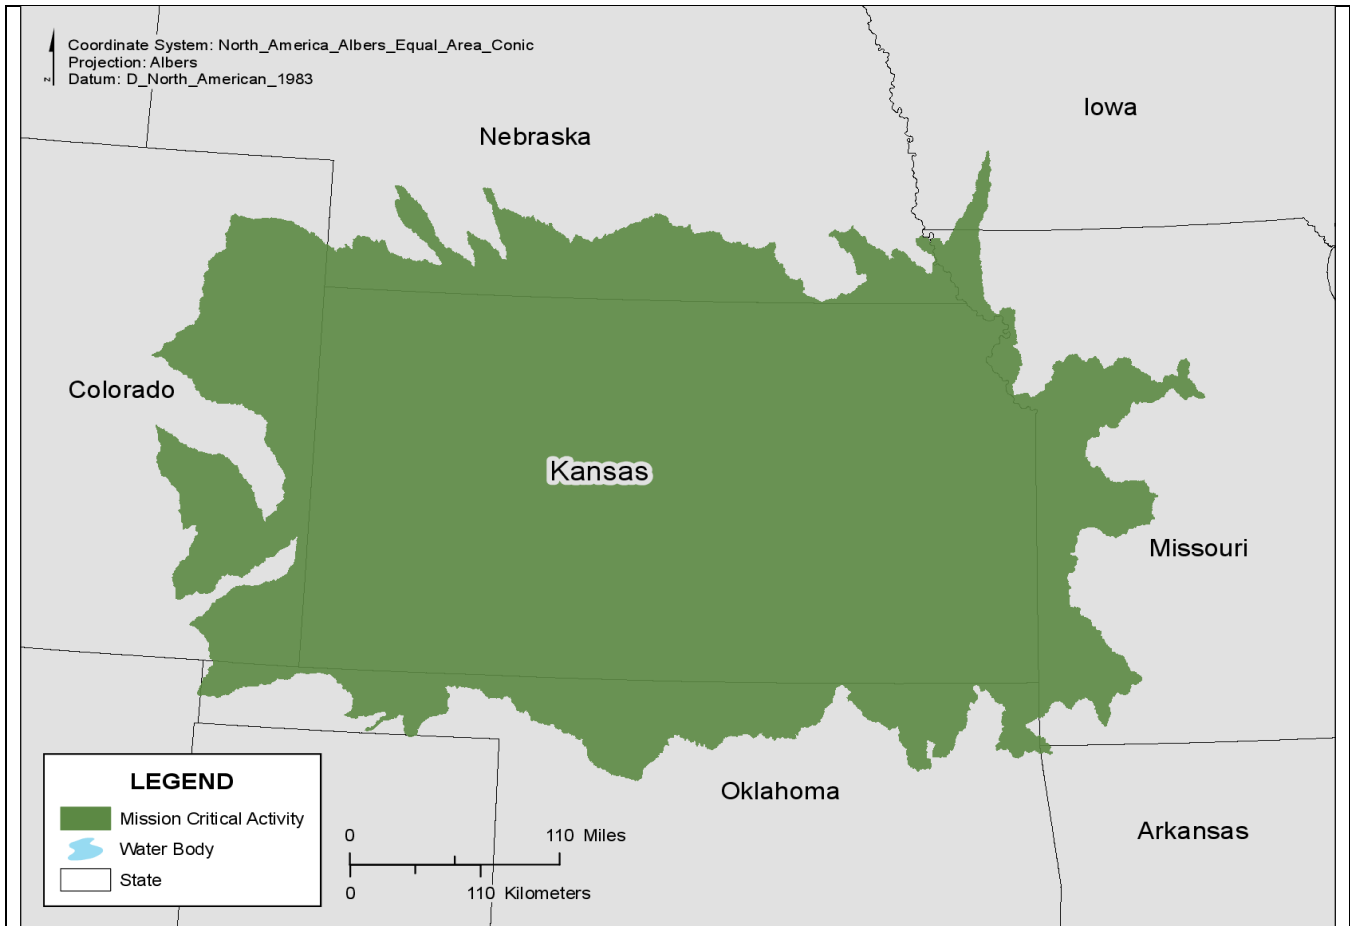 Coordinate System: North_America_Albers_Equal_Area_Conic
Projection: Albers
Datum: D_North_American_1983
z
Iowa
Nebraska
Colorado
Kansas
Missouri
Oklahoma
Arkansas
LEGEND
Mission Critical Activity
Water Body
State
0 110 Miles
0 110 Kilometers